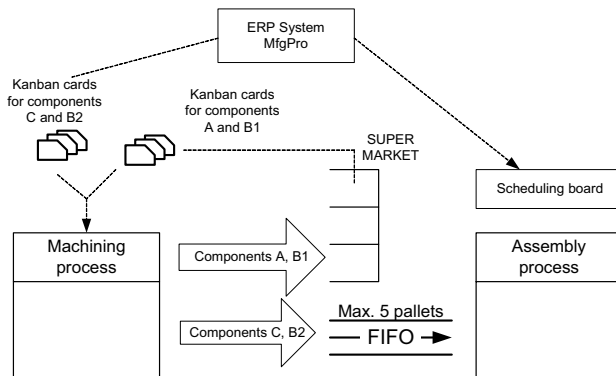 ERP System
MfgPro
Kanban cards
for components
C and B2
Kanban cards
for components
A and B1
SUPER
MARKET
Scheduling board
Machining
process
Components A, B1
Assembly
process
Components C, B2
Max. 5 pallets
FIFO